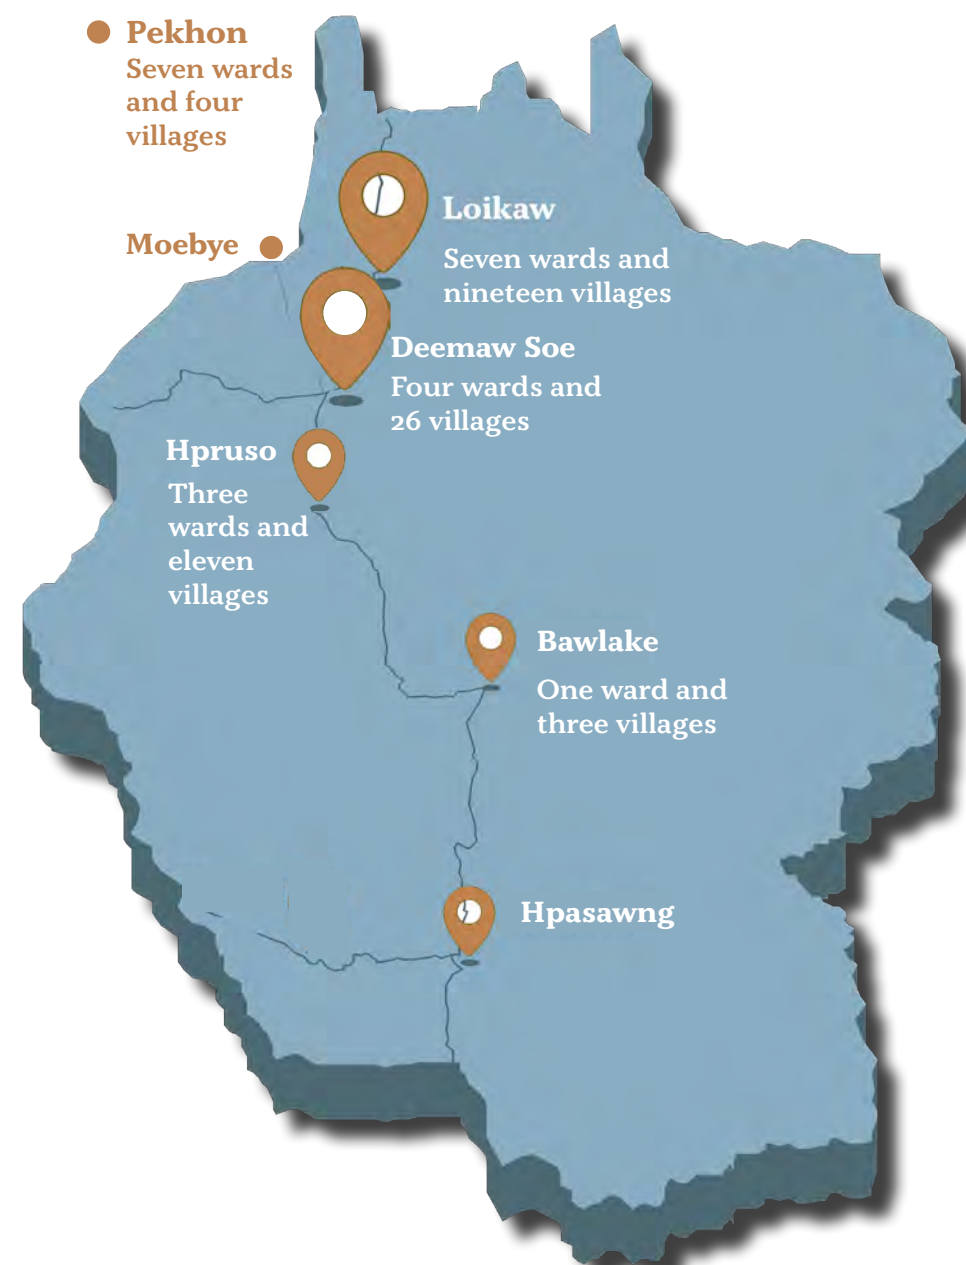 Pekhon
Seven wards
and four
villages
Moebye
Loikaw
Seven wards and
nineteen villages
Deemaw Soe
Four wards and
26 villages
Hpruso
Three
wards and
eleven
villages
Bawlake
One ward and
three villages
Hpasawng